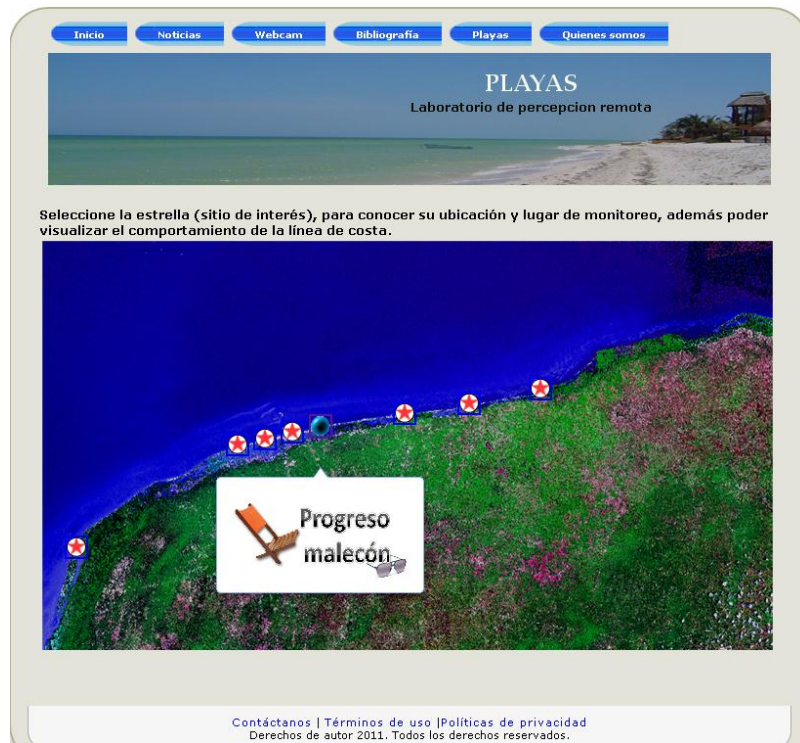 Inicio
Noticias
Webcam
Bibliografía
Playas
Quienes somos
PLAYAS
Laboratorio de percepcion remota
Seleccione la estrella (sitio de interés), para conocer su ubicación y lugar de monitoreo, además poder
visualizar el comportamiento de la línea de costa.
Progreso
malecón
Contáctanos | Términos de uso |Políticas de privacidad
Derechos de autor 2011. Todos los derechos reservados.